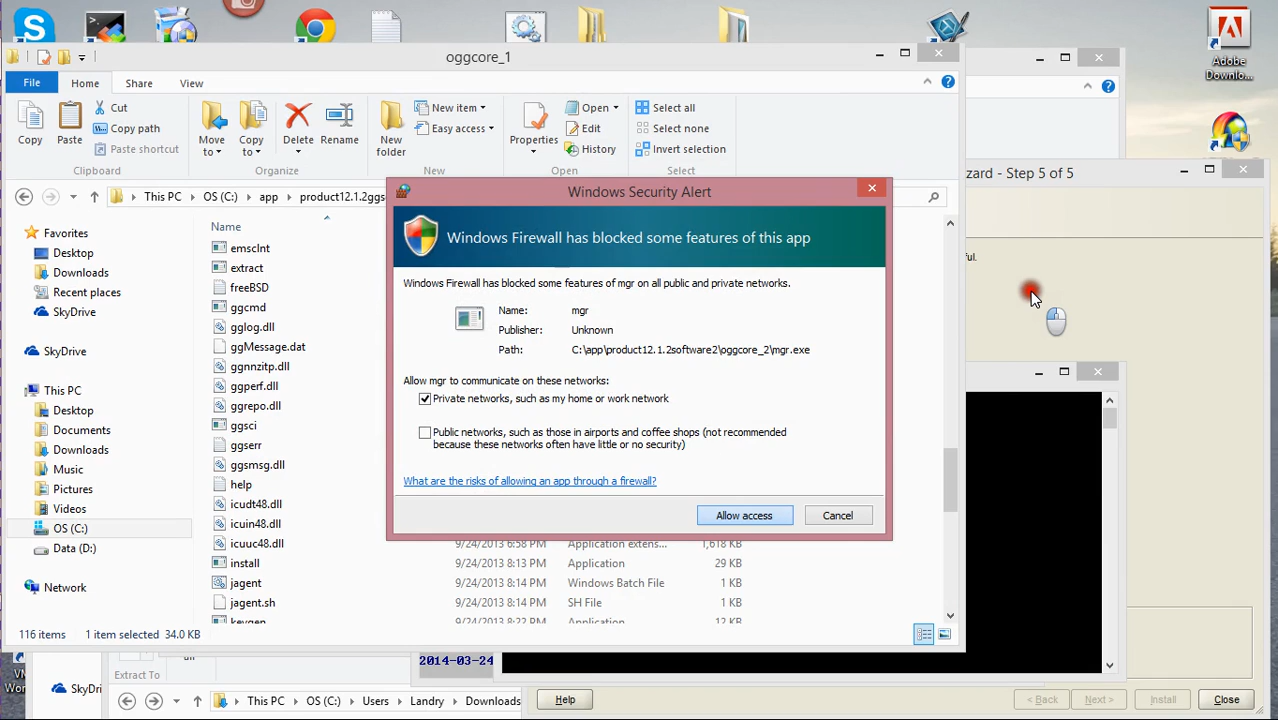 oggcore_1
File
Home
Share
View
Copy
Paste
Cut
Copy path
Paste shortcut
Clipboard
Move to
Copy to
Delete
Rename
Organize
New folder
New item
Easy access
New
Properties
Open
Edit
History
Open
Select all
Select none
Invert selection
Select
This PC
OS (C:)
app
product12.1.2ggs
Favorites
Desktop
Downloads
Recent places
SkyDrive
SkyDrive
This PC
Desktop
Documents
Downloads
Music
Pictures
Videos
OS (C:)
Data (D:)
Network
Name
emsclnt
extract
freeBSD
ggcmd
gglog.dll
ggMessage.dat
ggnnzitp.dll
ggperf.dll
ggrepo.dll
ggsci
ggserr
ggsmsg.dll
help
icudt48.dll
icuin48.dll
icuuc48.dll 9/24/2013 6:58 PM Application extens... 1,618 KB
install 9/24/2013 8:13 PM Application 29 KB
jagent 9/24/2013 8:14 PM Windows Batch File 1 KB
jagent.sh 9/24/2013 8:14 PM SH File 1 KB
keygen 9/24/2013 8:22 PM Application 12 KB
116 items 1 item selected 34.0 KB
Windows Security Alert
Windows Firewall has blocked some features of this app
Windows Firewall has blocked some features of mgr on all public and private networks.
Name: mgr
Publisher: Unknown
Path: C:\app\product12.1.2software2\oggcore_2\mgr.exe
Allow mgr to communicate on these networks:
Private networks, such as my home or work network
Public networks, such as those in airports and coffee shops (not recommended
because these networks often have little or no security)
What are the risks of allowing an app through a firewall?
Allow access
Cancel
Adobe
Downlo...
zard - Step 5 of 5
ful.
Extract To
SkyDri
2014-03-24
This PC
OS (C:)
Users
Landry
Downloads
Help
< Back
Next >
Install
Close